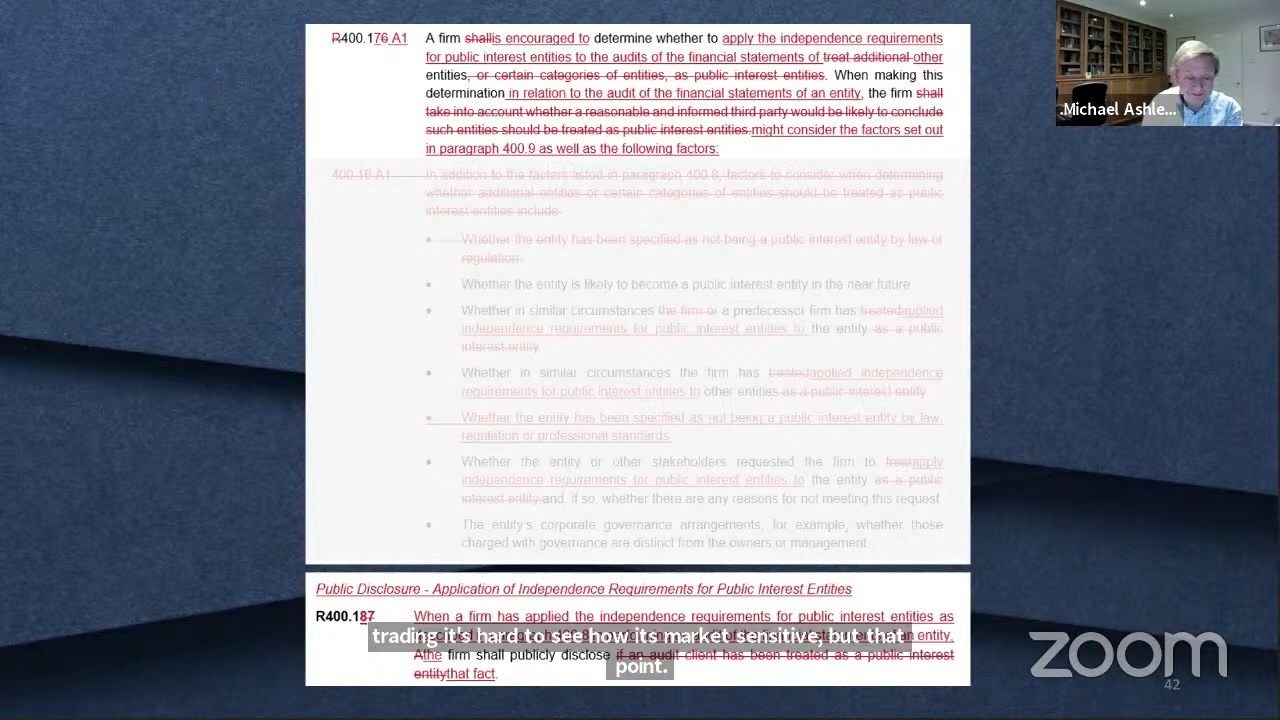 R400.176 A1 A firm shallis encouraged to determine whether to apply the independence requirements
for public interest entities to the audits of the financial statements of treat additional other
entities, or certain categories of entities, as public interest entities. When making this
determination in relation to the audit of the financial statements of an entity, the firm shall
take into account whether a reasonable and informed third party would be likely to conclude
such entities should be treated as public interest entities might consider the factors set out
in paragraph 400.9 as well as the following factors:
400.16 A1 In addition to the factors listed in paragraph 400.8, factors to consider when determining
whether additional entities or certain categories of entities should be treated as public
interest entities include:
• Whether the entity has been specified as not being a public interest entity by law or
regulation.
• Whether the entity is likely to become a public interest entity in the near future
• Whether in similar circumstances the firm or a predecessor firm has treatedapplied
independence requirements for public interest entities to the entity as a public
interest entity
• Whether in similar circumstances the firm has treatedapplied independence
requirements for public interest entities to other entities as a public interest entity
• Whether the entity has been specified as not being a public interest entity by law,
regulation or professional standards.
• Whether the entity or other stakeholders requested the firm to treatapply
independence requirements for public interest entities to the entity as a public
interest entity and, if so, whether there are any reasons for not meeting this request
• The entity's corporate governance arrangements, for example, whether those
charged with governance are distinct from the owners or management.
Public Disclosure - Application of Independence Requirements for Public Interest Entities
R400.187 When a firm has applied the independence requirements for public interest entities as
an entity,
Athe firm shall publicly disclose if an audit client has been treated as a public interest
entitythat fact.
trading it's hard to see how its market sensitive, but that
point.
.Michael Ashle...
zoom
42